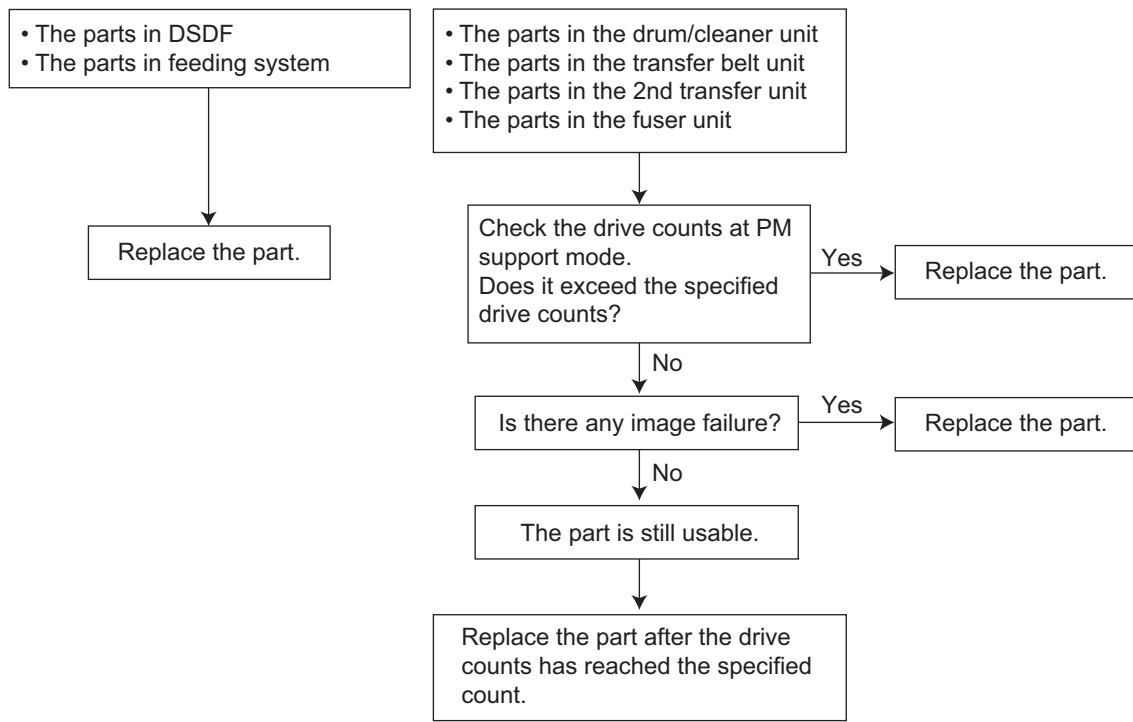 • The parts in DSDF
• The parts in feeding system
Replace the part.
• The parts in the drum/cleaner unit
• The parts in the transfer belt unit
• The parts in the 2nd transfer unit
• The parts in the fuser unit
Check the drive counts at PM
support mode.
Does it exceed the specified
drive counts?
Yes
Replace the part.
No
Is there any image failure?
Yes
Replace the part.
No
The part is still usable.
Replace the part after the drive
counts has reached the specified
count.